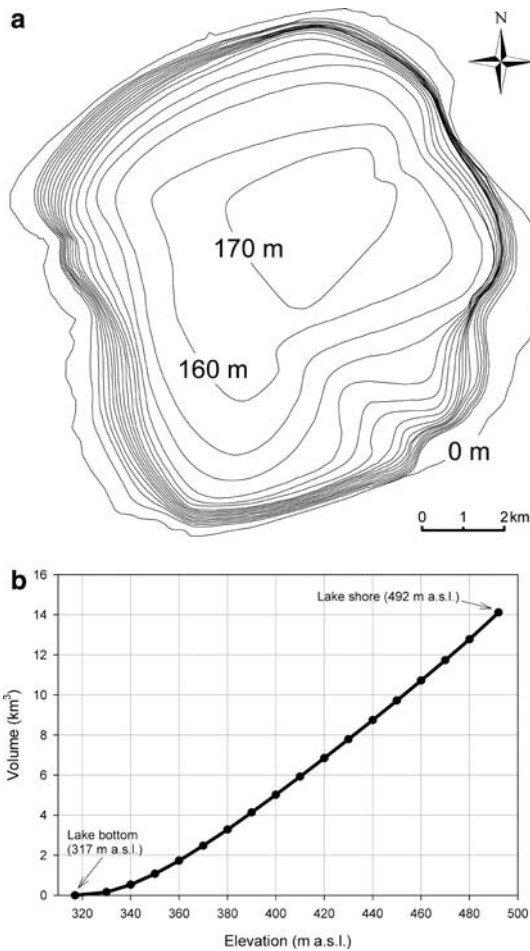 a
N
170 m
160 m
0 m
0 1 2 km
b
16
14
12
10
8
6
4
2
0
Volume (km³)
Lake shore (492 m a.s.l.)
Lake bottom
(317 m a.s.l.)
320 340 360 380 400 420 440 460 480 500
Elevation (m a.s.l.)